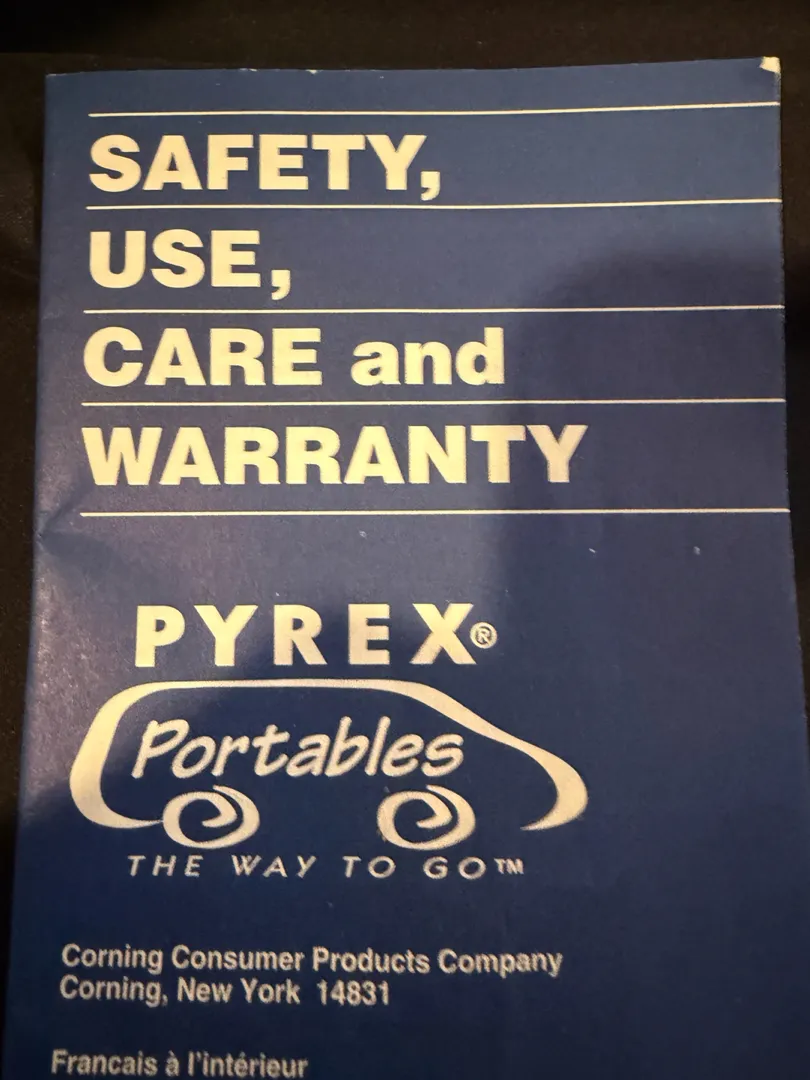 SAFETY,
USE,
CARE and
WARRANTY
PYREX®
Portables
THE WAY TO GO™
Corning Consumer Products Company
Corning, New York 14831
Francais à l'intérieur